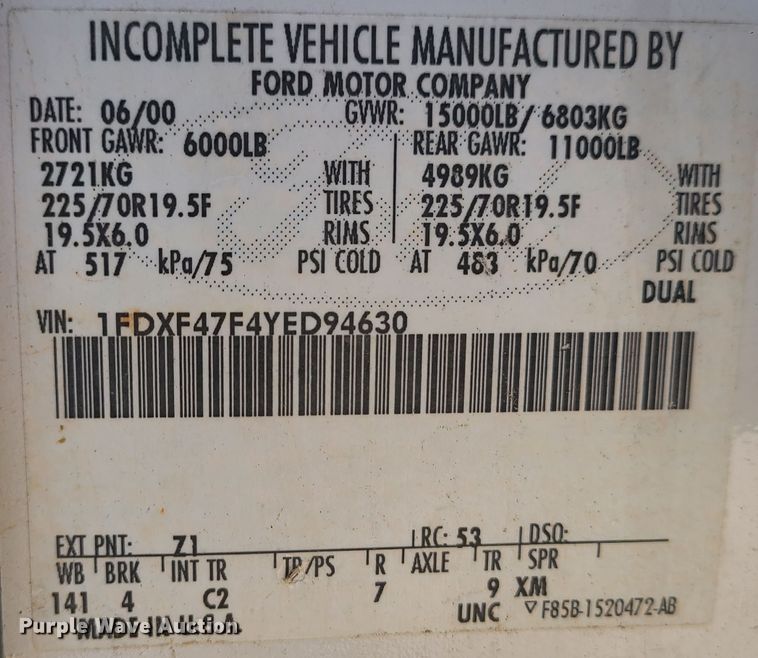 INCOMPLETE VEHICLE MANUFACTURED BY
FORD MOTOR COMPANY
DATE: 06/00 GVWR: 15000LB/ 6803KG
FRONT GAWR: 6000LB REAR GAWR: 11000LB
2721KG WITH 4989KG WITH
225/70R19.5F TIRES 225/70R19.5F TIRES
19.5X6.0 RIMS 19.5X6.0 RIMS
AT 517 kPa/75 PSI COLD AT 483 kPa/70 PSI COLD
DUAL
VIN: 1FDXF47F4YED94630
EXT PNT: Z1 RC: 53 DSO:
WB BRK INT TR TP/PS R AXLE TR SPR
141 4 C2 7 9 XM
UNC F85B-1520472-AB
MADE IN U.S.A.
Purple Wave Auction